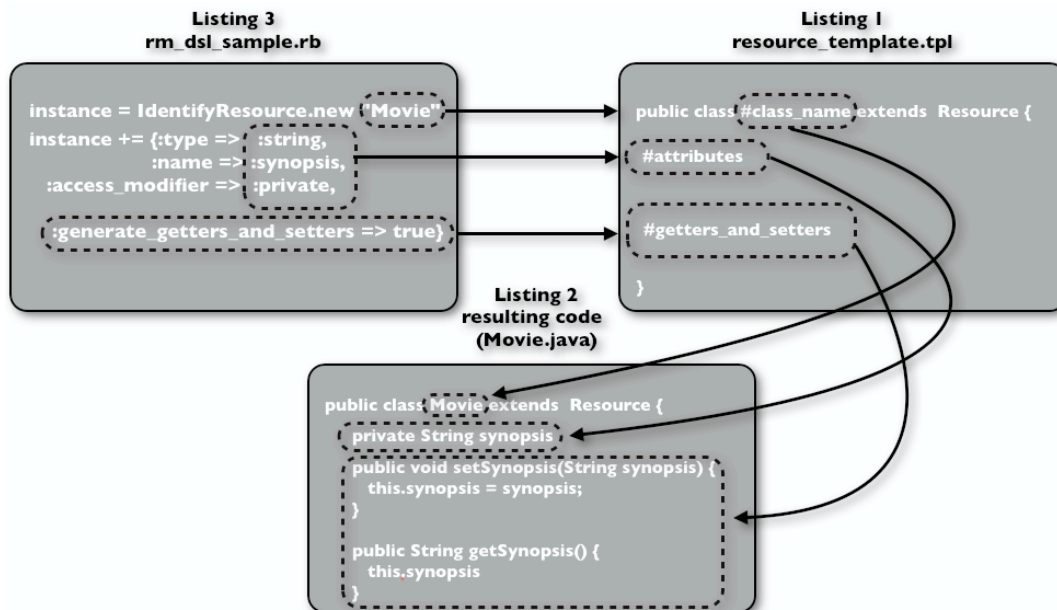 Listing 3
rm_dsl_sample.rb
instance = IdentifyResource.new "Movie"
instance += {:type => :string,
:name => :synopsis,
:access_modifier => :private,
:generate_getters_and_setters => true}
Listing 1
resource_template.tpl
public class #class_name extends Resource {
#attributes
#getters_and_setters
}
Listing 2
resulting code
(Movie.java)
public class Movie extends Resource {
private String synopsis
public void setSynopsis(String synopsis) {
this.synopsis = synopsis;
}
public String getSynopsis() {
this.synopsis
}